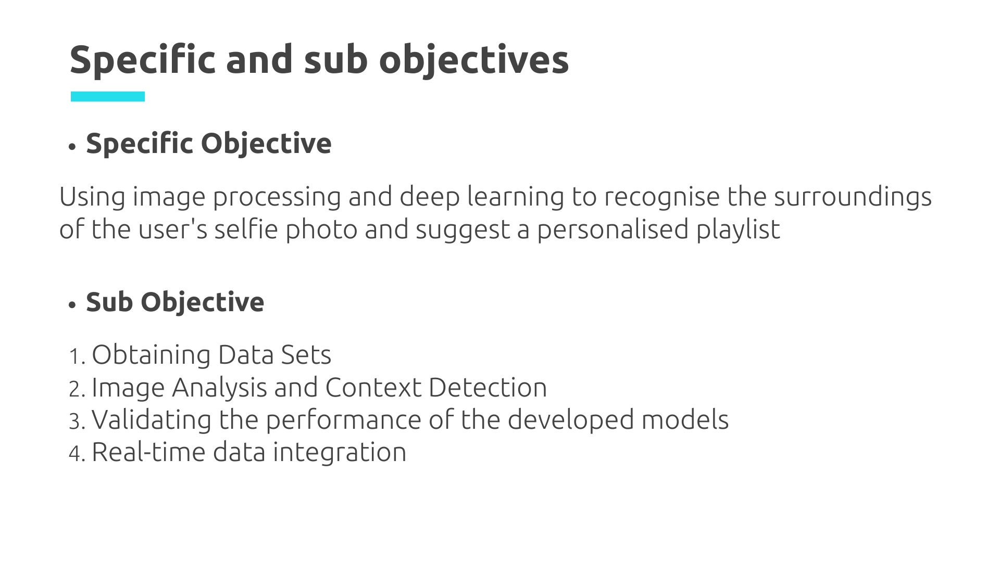 Specific and sub objectives
• Specific Objective
Using image processing and deep learning to recognise the surroundings
of the user's selfie photo and suggest a personalised playlist
• Sub Objective
1. Obtaining Data Sets
2. Image Analysis and Context Detection
3. Validating the performance of the developed models
4. Real-time data integration